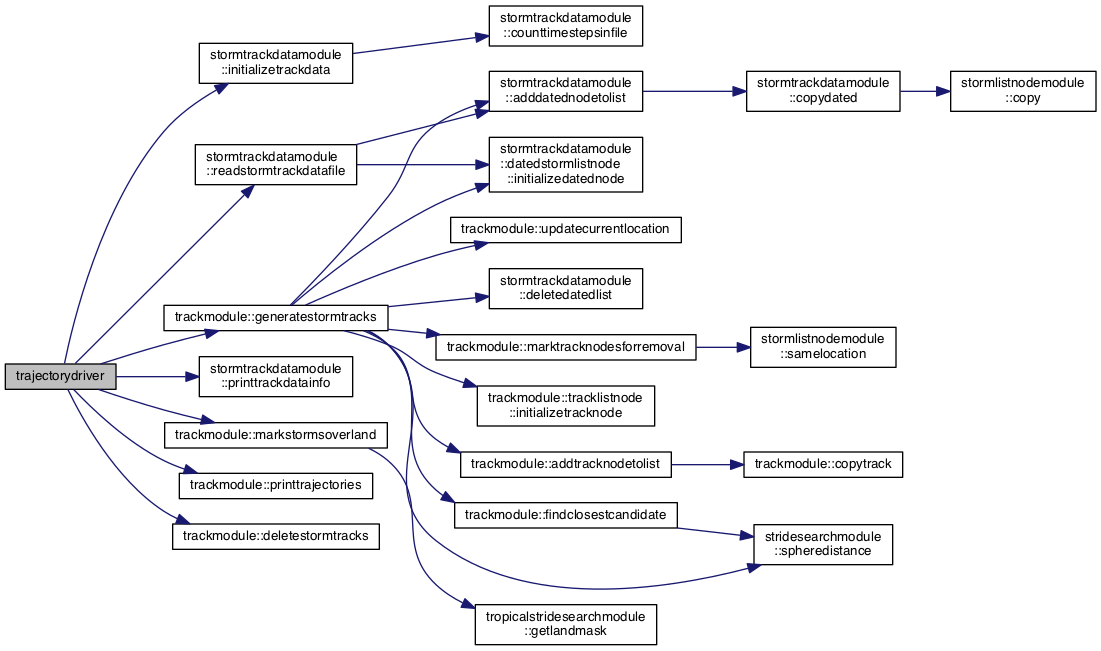 trajectorydriver
stormtrackdatamodule
::initializetrackdata
stormtrackdatamodule
::readstormtrackdatafile
trackmodule::generatestormtracks
stormtrackdatamodule
::printtrackdatainfo
trackmodule::markstormsoverland
trackmodule::printtrajectories
trackmodule::deletestormtracks
stormtrackdatamodule
::counttimestepsinfile
stormtrackdatamodule
::adddatednodetolist
stormtrackdatamodule
::datedstormlistnode
::initializedatednode
trackmodule::updatecurrentlocation
stormtrackdatamodule
::deletedatedlist
trackmodule::marktracknodesforremoval
trackmodule::tracklistnode
::initializetracknode
trackmodule::addtracknodetolist
trackmodule::findclosestcandidate
tropicalstridesearchmodule
::getlandmask
stormtrackdatamodule
::copydated
stormlistnodemodule
::samelocation
trackmodule::copytrack
stridesearchmodule
::spheredistance
stormlistnodemodule
::copy